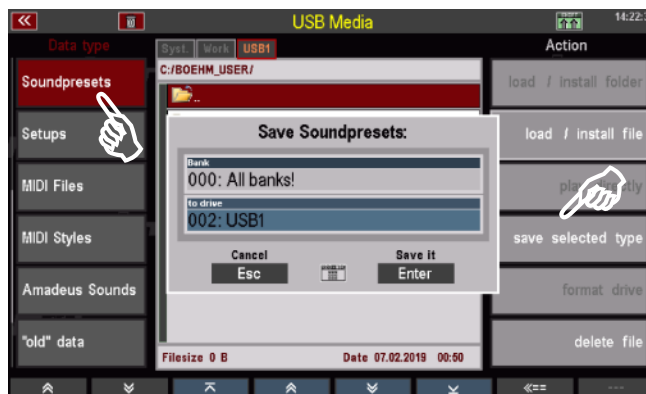 USB Media
14:22:
Data type
Syst. Work USB1
Action
C:/BOEHM_USER/
Soundpresets
..
load / install folder
Save Soundpresets:
Setups
load / install file
Bank
000: All banks!
MIDI Files
to drive
002: USB1
MIDI Styles
save selected type
Cancel
Save it
Esc
Enter
Amadeus Sounds
format drive
"old" data
delete file
Filesize 0 B
Date 07.02.2019 00:50
«==
---